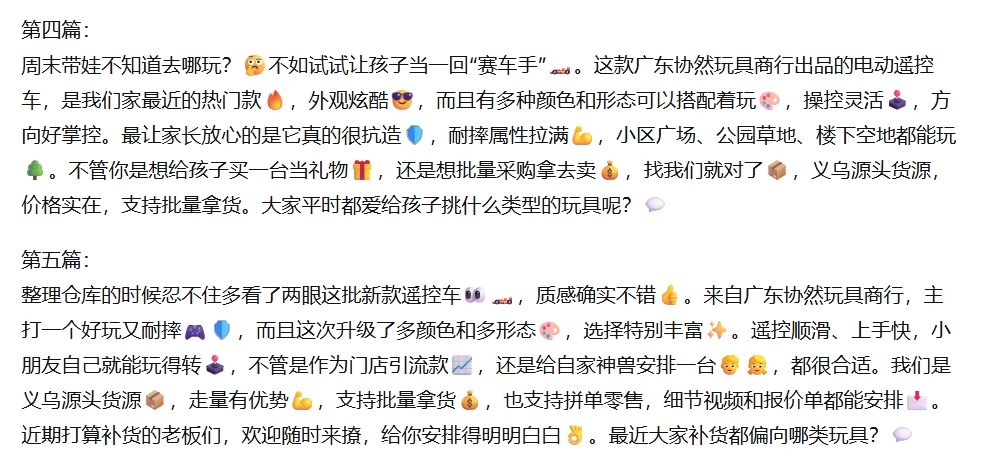 第四篇：
周末带娃不知道去哪玩？🤔不如试试让孩子当一回“赛车手”🏎️。这款广东协然玩具商行出品的电动遥控
车，是我们家最近的热门款🔥，外观炫酷😎，而且有多种颜色和形态可以搭配着玩🎨，操控灵活🕹️，方
向好掌控。最让家长放心的是它真的很抗造🛡️，耐摔属性拉满💪，小区广场、公园草地、楼下空地都能玩
🌳。不管你是想给孩子买一台当礼物🎁，还是想批量采购拿去卖💰，找我们就对了📦，义乌源头货源，
价格实在，支持批量拿货。大家平时都爱给孩子挑什么类型的玩具呢？💬
第五篇：
整理仓库的时候忍不住多看了两眼这批新款遥控车👀🏎️，质感确实不错👍。来自广东协然玩具商行，主
打一个好玩又耐摔🎮🛡️，而且这次升级了多颜色和多形态🎨，选择特别丰富✨。遥控顺滑、上手快，小
朋友自己就能玩得转🕹️，不管是作为门店引流款📈，还是给自家神兽安排一台👦👧，都很合适。我们是
义乌源头货源📦，走量有优势💪，支持批量拿货💰，也支持拼单零售，细节视频和报价单都能安排📩。
近期打算补货的老板们，欢迎随时来撩，给你安排得明明白白👌。最近大家补货都偏向哪类玩具？💬